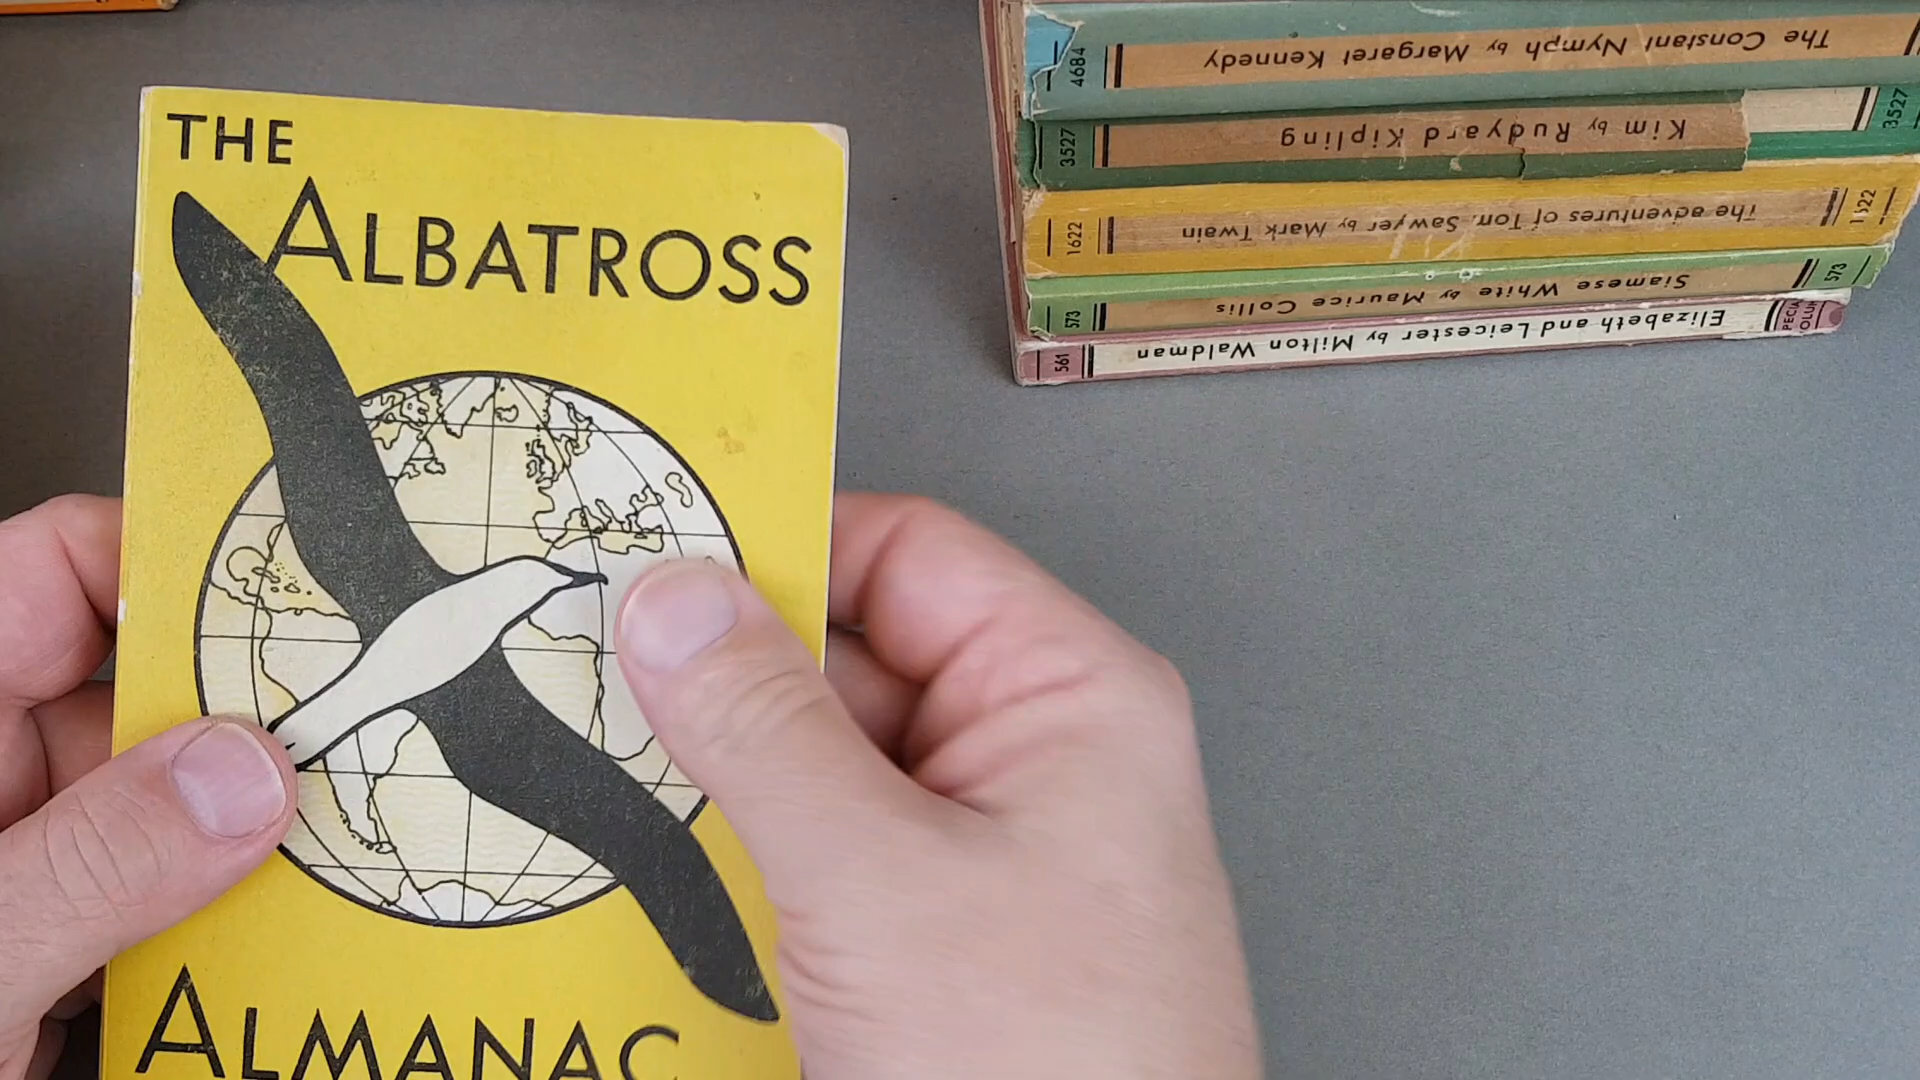 THE
ALBATROSS
ALMANAC
4684 The Constant Nymph by Margaret Kennedy
3527 Kim by Rudyard Kipling 3527
1622 The adventures of Tom Sawyer by Mark Twain 1622
573 Siamese White by Maurice Collis 573
561 Elizabeth and Leicester by Milton Waldman